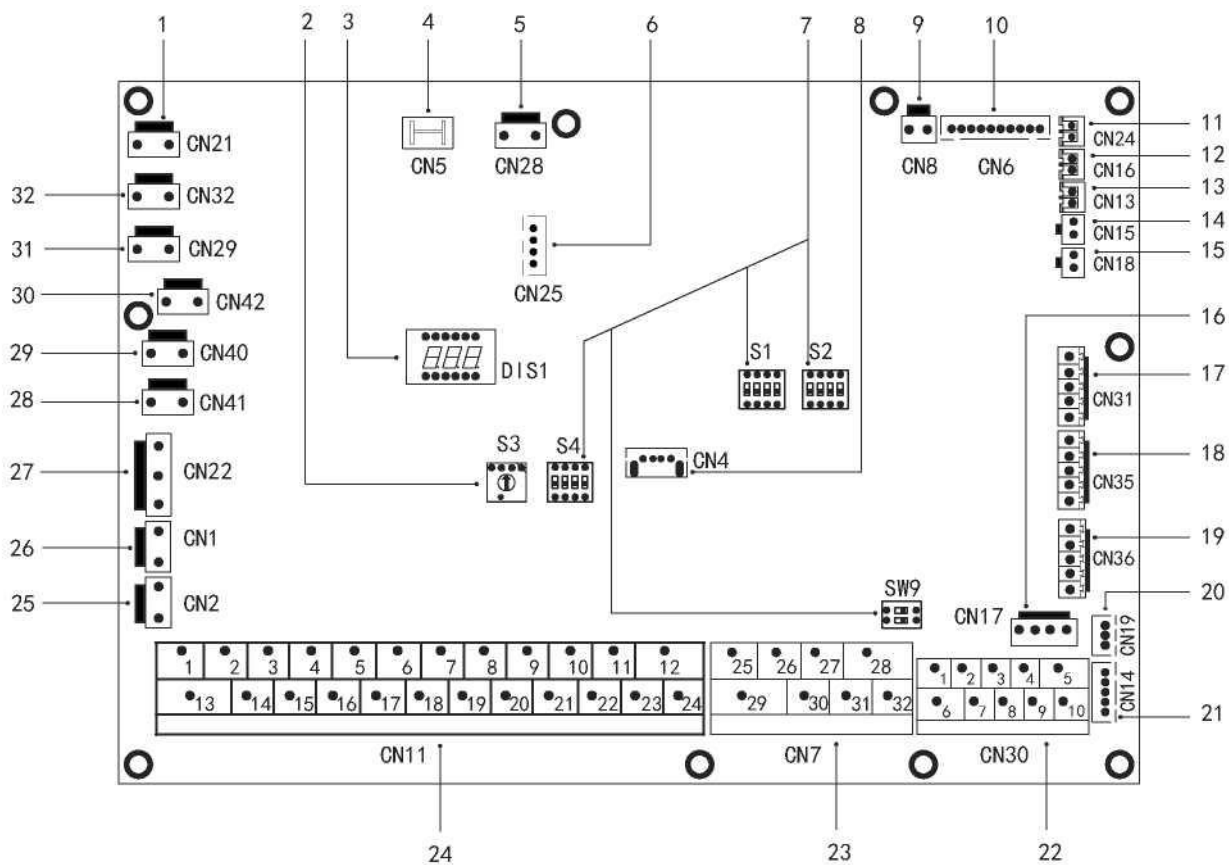 1 2 3 4 5 6 7 8 9 10
CN21
CN5
CN28
CN8
CN6
CN24
11
CN16
12
CN13
13
CN15
14
CN18
15
32
CN32
31
CN29
30
CN42
29
CN40
28
CN41
CN25
DIS1
S1 S2
16
CN31
17
S3 S4
CN4
27
CN22
CN35
18
26
CN1
CN36
19
25
CN2
SW9
CN17
CN19
20
1 2 3 4 5 6 7 8 9 10 11 12
25 26 27 28
1 2 3 4 5
CN14
13 14 15 16 17 18 19 20 21 22 23 24
29 30 31 32
6 7 8 9 10
21
CN11
CN7
CN30
24
23
22